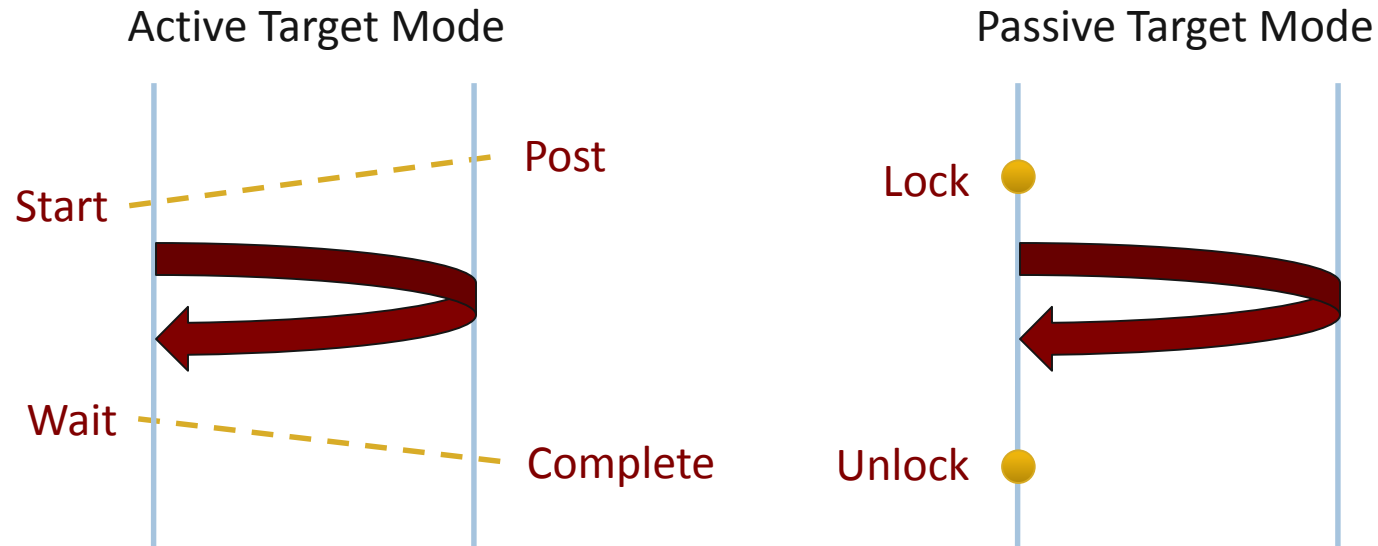 Active Target Mode
Start
Post
Wait
Complete
Passive Target Mode
Lock
Unlock